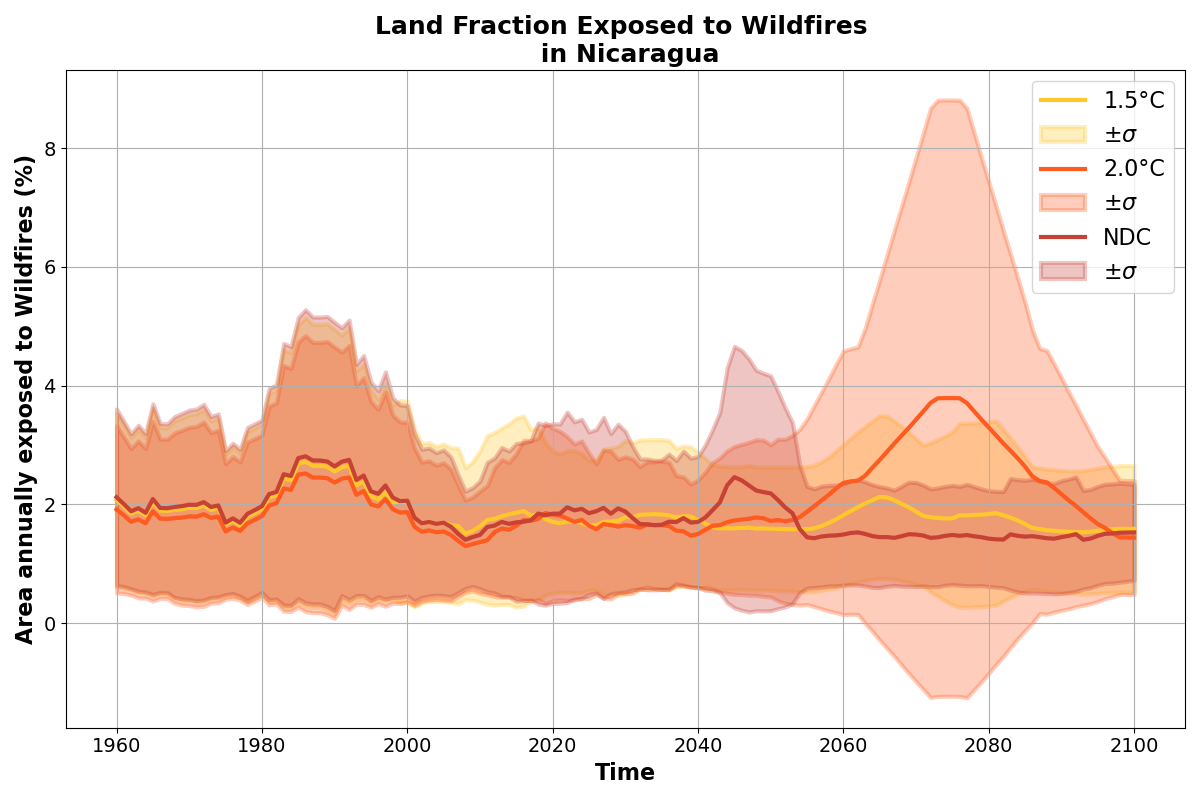 Land Fraction Exposed to Wildfires
in Nicaragua
Area annually exposed to Wildfires (%)
8
6
4
2
0
1960 1980 2000 2020 2040 2060 2080 2100
Time
1.5°C
±σ
2.0°C
±σ
NDC
±σ